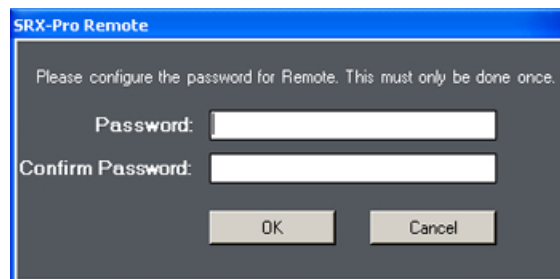 SRX-Pro Remote
Please configure the password for Remote. This must only be done once.
Password:
Confirm Password:
OK Cancel